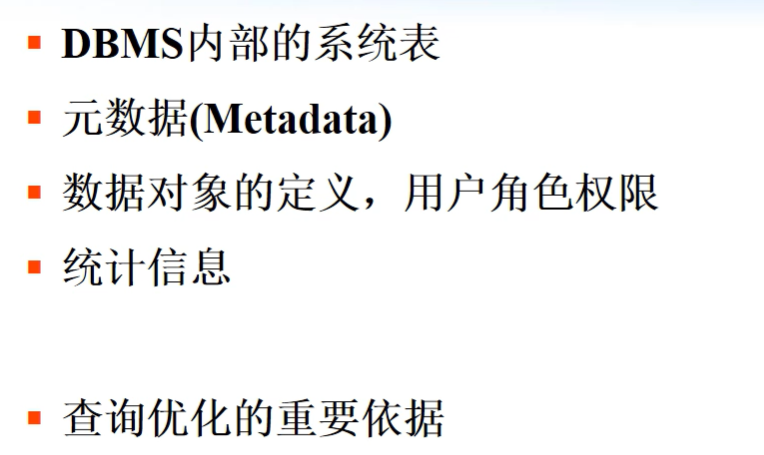 DBMS内部的系统表
元数据(Metadata)
数据对象的定义，用户角色权限
统计信息
查询优化的重要依据